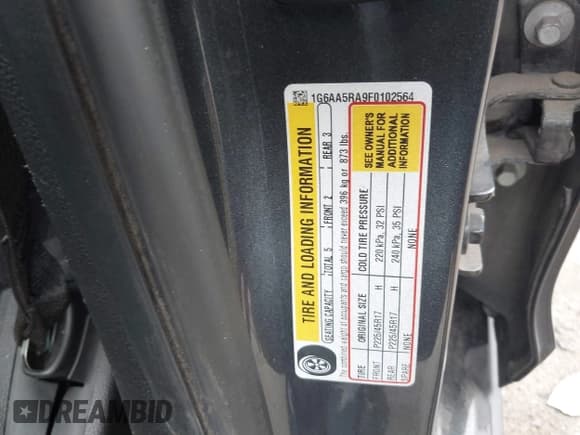 1G6AA5RA9F0102564
TIRE AND LOADING INFORMATION
SEATING CAPACITY TOTAL 5 FRONT 2 REAR 3
The combined weight of occupants and cargo should never exceed 396 kg or 873 lbs.
TIRE ORIGINAL SIZE COLD TIRE PRESSURE
FRONT P225/45R17 H 220 kPa, 32 PSI
REAR P225/45R17 H 240 kPa, 35 PSI
SPARE NONE NONE
SEE OWNER'S
MANUAL FOR
ADDITIONAL
INFORMATION
DREAMBID